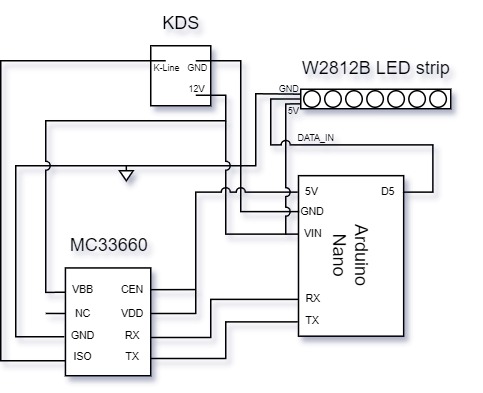 KDS
K-Line
GND
12V
W2812B LED strip
GND
5V
DATA_IN
5V
D5
GND
VIN
Arduino
Nano
RX
TX
MC33660
VBB
CEN
NC
VDD
GND
RX
ISO
TX